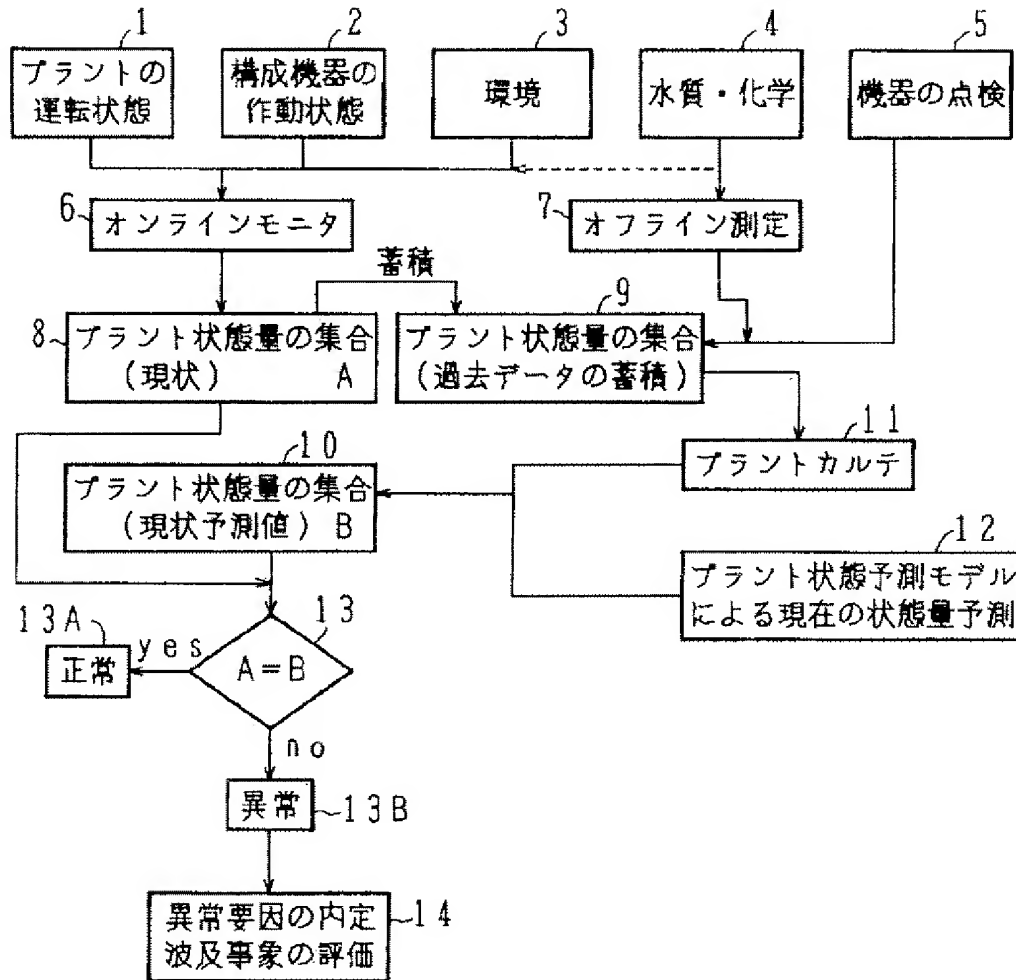 1
2
3
4
5
プラントの
運転状態
構成機器の
作動状態
環境
水質・化学
機器の点検
6
オンラインモニタ
7
オフライン測定
蓄積
8
プラント状態量の集合
(現状) A
9
プラント状態量の集合
(過去データの蓄積)
10
プラント状態量の集合
(現状予測値) B
11
プラントカルテ
12
プラント状態予測モデル
による現在の状態量予測
13A
正常
yes
13
A=B
no
異常
13B
異常要因の内定
波及事象の評価
14